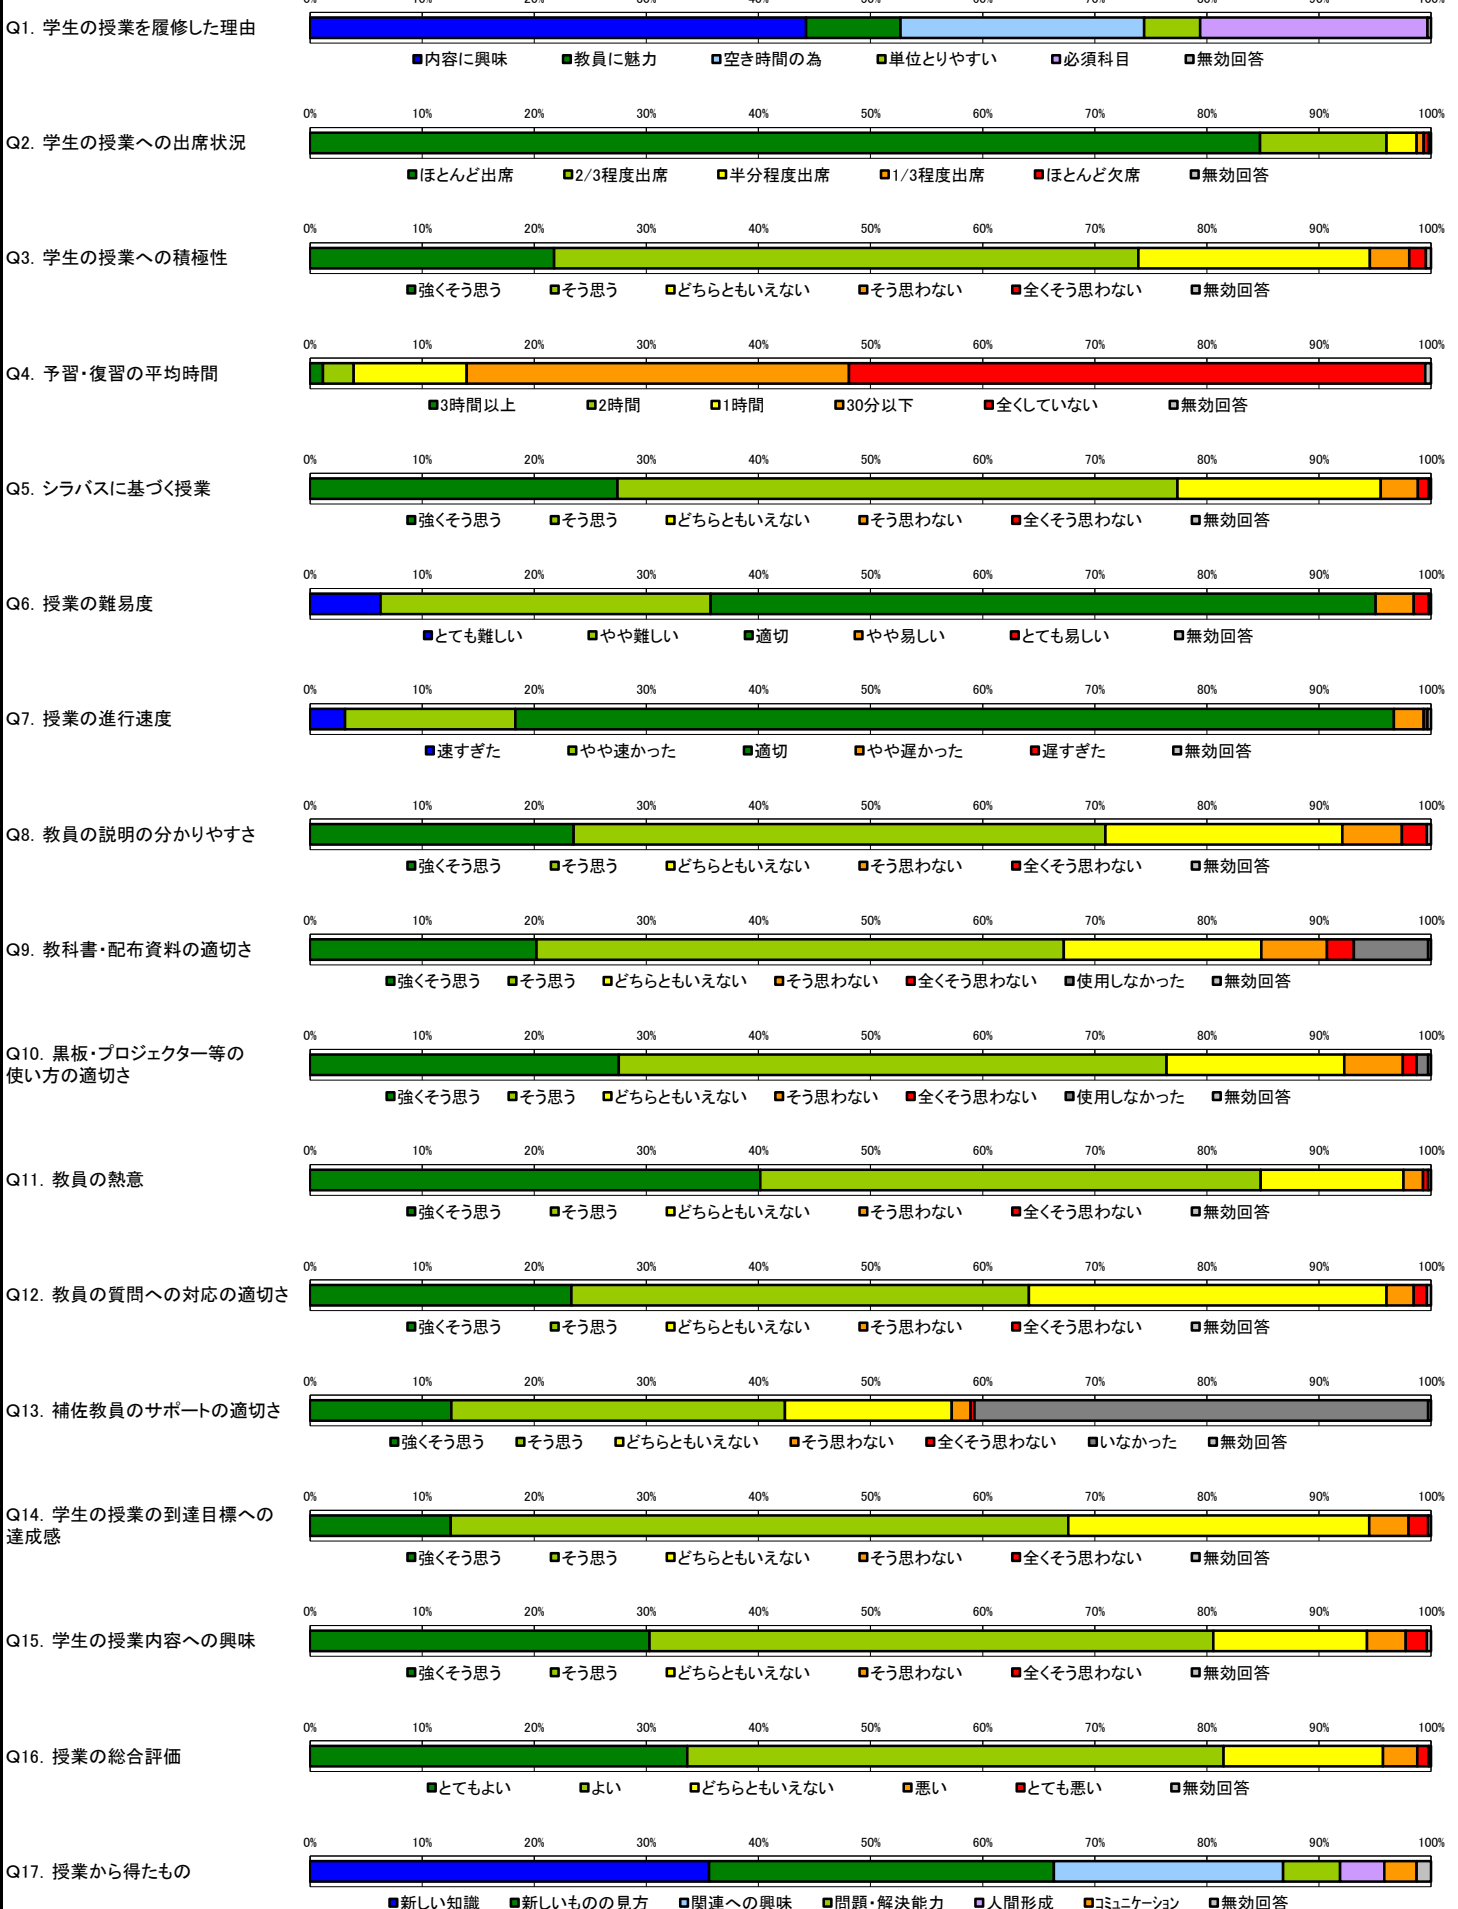 Q1. 学生の授業を履修した理由
内容に興味 教員に魅力 空き時間の為 単位とりやすい 必須科目 無効回答
0% 10% 20% 30% 40% 50% 60% 70% 80% 90% 100%
Q2. 学生の授業への出席状況
ほとんど出席 2/3程度出席 半分程度出席 1/3程度出席 ほとんど欠席 無効回答
0% 10% 20% 30% 40% 50% 60% 70% 80% 90% 100%
Q3. 学生の授業への積極性
強くそう思う そう思う どちらともいえない そう思わない 全くそう思わない 無効回答
0% 10% 20% 30% 40% 50% 60% 70% 80% 90% 100%
Q4. 予習・復習の平均時間
3時間以上 2時間 1時間 30分以下 全くしていない 無効回答
0% 10% 20% 30% 40% 50% 60% 70% 80% 90% 100%
Q5. シラバスに基づく授業
強くそう思う そう思う どちらともいえない そう思わない 全くそう思わない 無効回答
0% 10% 20% 30% 40% 50% 60% 70% 80% 90% 100%
Q6. 授業の難易度
とても難しい やや難しい 適切 やや易しい とても易しい 無効回答
0% 10% 20% 30% 40% 50% 60% 70% 80% 90% 100%
Q7. 授業の進行速度
速すぎた やや速かった 適切 やや遅かった 遅すぎた 無効回答
0% 10% 20% 30% 40% 50% 60% 70% 80% 90% 100%
Q8. 教員の説明の分かりやすさ
強くそう思う そう思う どちらともいえない そう思わない 全くそう思わない 無効回答
0% 10% 20% 30% 40% 50% 60% 70% 80% 90% 100%
Q9. 教科書・配布資料の適切さ
強くそう思う そう思う どちらともいえない そう思わない 全くそう思わない 使用しなかった 無効回答
0% 10% 20% 30% 40% 50% 60% 70% 80% 90% 100%
Q10. 黒板・プロジェクター等の
使い方の適切さ
強くそう思う そう思う どちらともいえない そう思わない 全くそう思わない 使用しなかった 無効回答
0% 10% 20% 30% 40% 50% 60% 70% 80% 90% 100%
Q11. 教員の熱意
強くそう思う そう思う どちらともいえない そう思わない 全くそう思わない 無効回答
0% 10% 20% 30% 40% 50% 60% 70% 80% 90% 100%
Q12. 教員の質問への対応の適切さ
強くそう思う そう思う どちらともいえない そう思わない 全くそう思わない 無効回答
0% 10% 20% 30% 40% 50% 60% 70% 80% 90% 100%
Q13. 補佐教員のサポートの適切さ
強くそう思う そう思う どちらともいえない そう思わない 全くそう思わない いなかった 無効回答
0% 10% 20% 30% 40% 50% 60% 70% 80% 90% 100%
Q14. 学生の授業の到達目標への
達成感
強くそう思う そう思う どちらともいえない そう思わない 全くそう思わない 無効回答
0% 10% 20% 30% 40% 50% 60% 70% 80% 90% 100%
Q15. 学生の授業内容への興味
強くそう思う そう思う どちらともいえない そう思わない 全くそう思わない 無効回答
0% 10% 20% 30% 40% 50% 60% 70% 80% 90% 100%
Q16. 授業の総合評価
とてもよい よい どちらともいえない 悪い とても悪い 無効回答
0% 10% 20% 30% 40% 50% 60% 70% 80% 90% 100%
Q17. 授業から得たもの
新しい知識 新しいものの見方 関連への興味 問題・解決能力 人間形成 ｺﾐｭﾆｹｰｼｮﾝ 無効回答